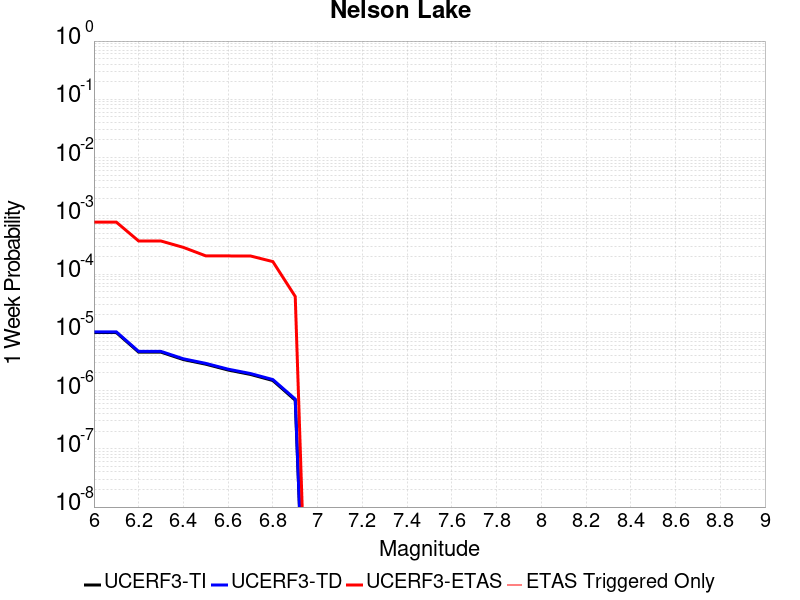 Nelson Lake
10^0
10^-1
10^-2
10^-3
10^-4
10^-5
10^-6
10^-7
10^-8
1 Week Probability
6 6.2 6.4 6.6 6.8 7 7.2 7.4 7.6 7.8 8 8.2 8.4 8.6 8.8 9
Magnitude
UCERF3-TI UCERF3-TD UCERF3-ETAS ETAS Triggered Only